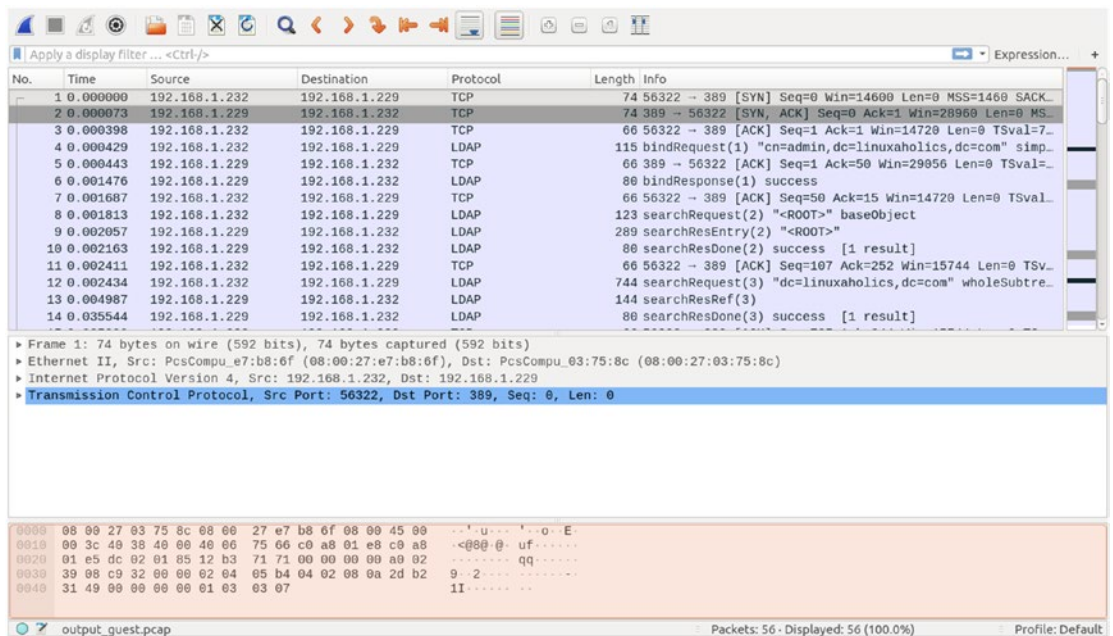 Apply a display filter ... <Ctrl-/> Expression... +
No. Time Source Destination Protocol Length Info
1 0.000000 192.168.1.232 192.168.1.229 TCP 74 56322 → 389 [SYN] Seq=0 Win=14600 Len=0 MSS=1460 SACK…
2 0.000073 192.168.1.229 192.168.1.232 TCP 74 389 → 56322 [SYN, ACK] Seq=0 Ack=1 Win=28960 Len=0 MS…
3 0.000398 192.168.1.232 192.168.1.229 TCP 66 56322 → 389 [ACK] Seq=1 Ack=1 Win=14720 Len=0 TSval=7…
4 0.000429 192.168.1.232 192.168.1.229 LDAP 115 bindRequest(1) "cn=admin,dc=linuxaholics,dc=com" simp…
5 0.000443 192.168.1.229 192.168.1.232 TCP 66 389 → 56322 [ACK] Seq=1 Ack=50 Win=29056 Len=0 TSval=…
6 0.001476 192.168.1.229 192.168.1.232 LDAP 80 bindResponse(1) success
7 0.001687 192.168.1.232 192.168.1.229 TCP 66 56322 → 389 [ACK] Seq=50 Ack=15 Win=14720 Len=0 TSval…
8 0.001813 192.168.1.232 192.168.1.229 LDAP 123 searchRequest(2) "<ROOT>" baseObject
9 0.002057 192.168.1.229 192.168.1.232 LDAP 289 searchResEntry(2) "<ROOT>"
10 0.002163 192.168.1.229 192.168.1.232 LDAP 80 searchResDone(2) success [1 result]
11 0.002411 192.168.1.232 192.168.1.229 TCP 66 56322 → 389 [ACK] Seq=107 Ack=252 Win=15744 Len=0 TSv…
12 0.002434 192.168.1.232 192.168.1.229 LDAP 744 searchRequest(3) "dc=linuxaholics,dc=com" wholeSubtre…
13 0.004987 192.168.1.229 192.168.1.232 LDAP 144 searchResRef(3)
14 0.035544 192.168.1.229 192.168.1.232 LDAP 80 searchResDone(3) success [1 result]
Frame 1: 74 bytes on wire (592 bits), 74 bytes captured (592 bits)
Ethernet II, Src: PcsCompu_e7:b8:6f (08:00:27:e7:b8:6f), Dst: PcsCompu_03:75:8c (08:00:27:03:75:8c)
Internet Protocol Version 4, Src: 192.168.1.232, Dst: 192.168.1.229
Transmission Control Protocol, Src Port: 56322, Dst Port: 389, Seq: 0, Len: 0
0000 08 00 27 03 75 8c 08 00 27 e7 b8 6f 08 00 45 00 ··'·u··· '··o··E·
0010 00 3c 40 38 40 00 40 06 75 66 c0 a8 01 e8 c0 a8 ·<@8@·@· uf······
0020 01 e5 dc 02 01 85 12 b3 71 71 00 00 00 00 a0 02 ········ qq······
0030 39 08 c9 32 00 00 02 04 05 b4 04 02 08 0a 2d b2 9··2···· ······-·
0040 31 49 00 00 00 00 01 03 03 07 1I······ ··
output_guest.pcap Packets: 56 · Displayed: 56 (100.0%) Profile: Default